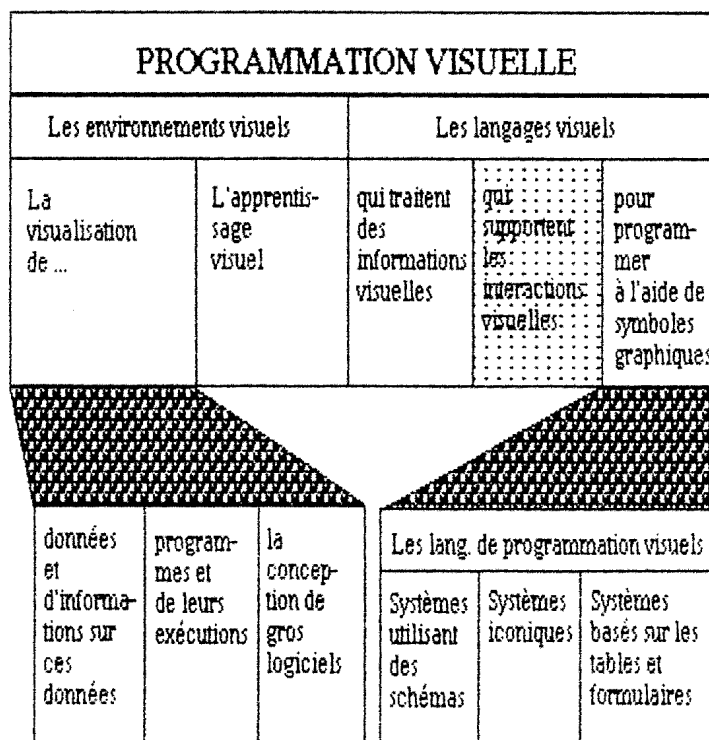 PROGRAMMATION VISUELLE
Les environnements visuels
Les langages visuels
La
visualisation
de ...
L'apprentis-
sage
visuel
qui traitent
des
informations
visuelles
qui
supportent
les
interactions
visuelles
pour
program-
mer
à l'aide de
symboles
graphiques
données
et
d'informa-
tions sur
ces
données
program-
mes et
de leurs
exécutions
la
concep-
tion de
gros
logiciels
Les lang. de programmation visuels
Systèmes
utilisant
des
schémas
Systèmes
iconiques
Systèmes
basés sur les
tables et
formulaires